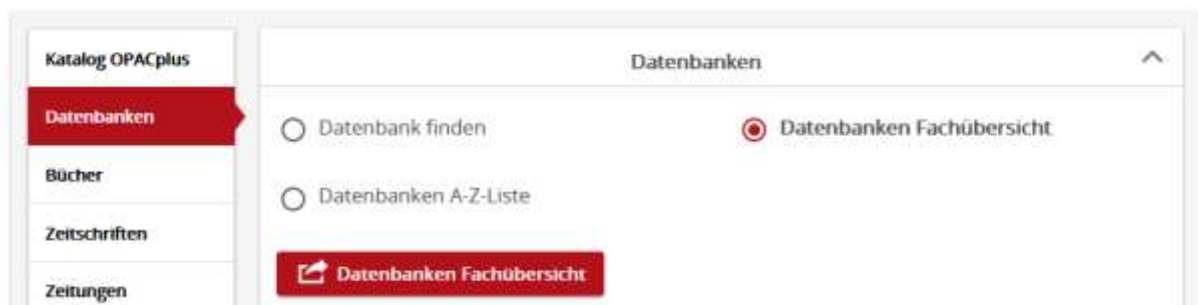 Katalog OPACplus
Datenbanken
Bücher
Zeitschriften
Zeitungen
Datenbanken
Datenbank finden
Datenbanken Fachübersicht
Datenbanken A-Z-Liste
Datenbanken Fachübersicht